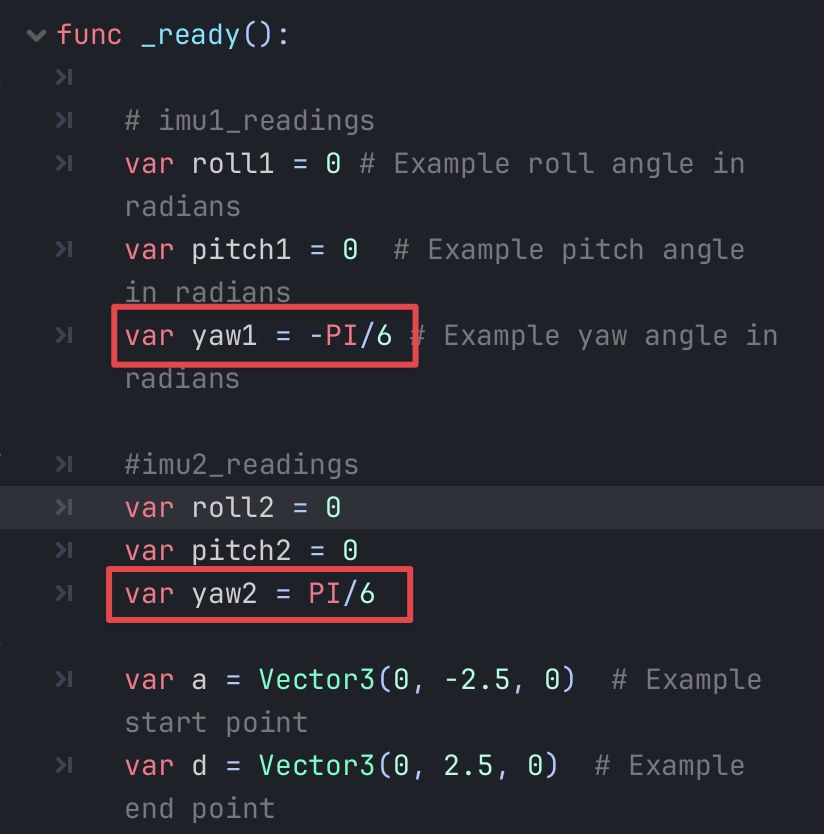 func _ready():
# imu1_readings
var roll1 = 0 # Example roll angle in
radians
var pitch1 = 0  # Example pitch angle
in radians
var yaw1 = -PI/6 # Example yaw angle in
radians
#imu2_readings
var roll2 = 0
var pitch2 = 0
var yaw2 = PI/6
var a = Vector3(0, -2.5, 0)  # Example
start point
var d = Vector3(0, 2.5, 0)  # Example
end point